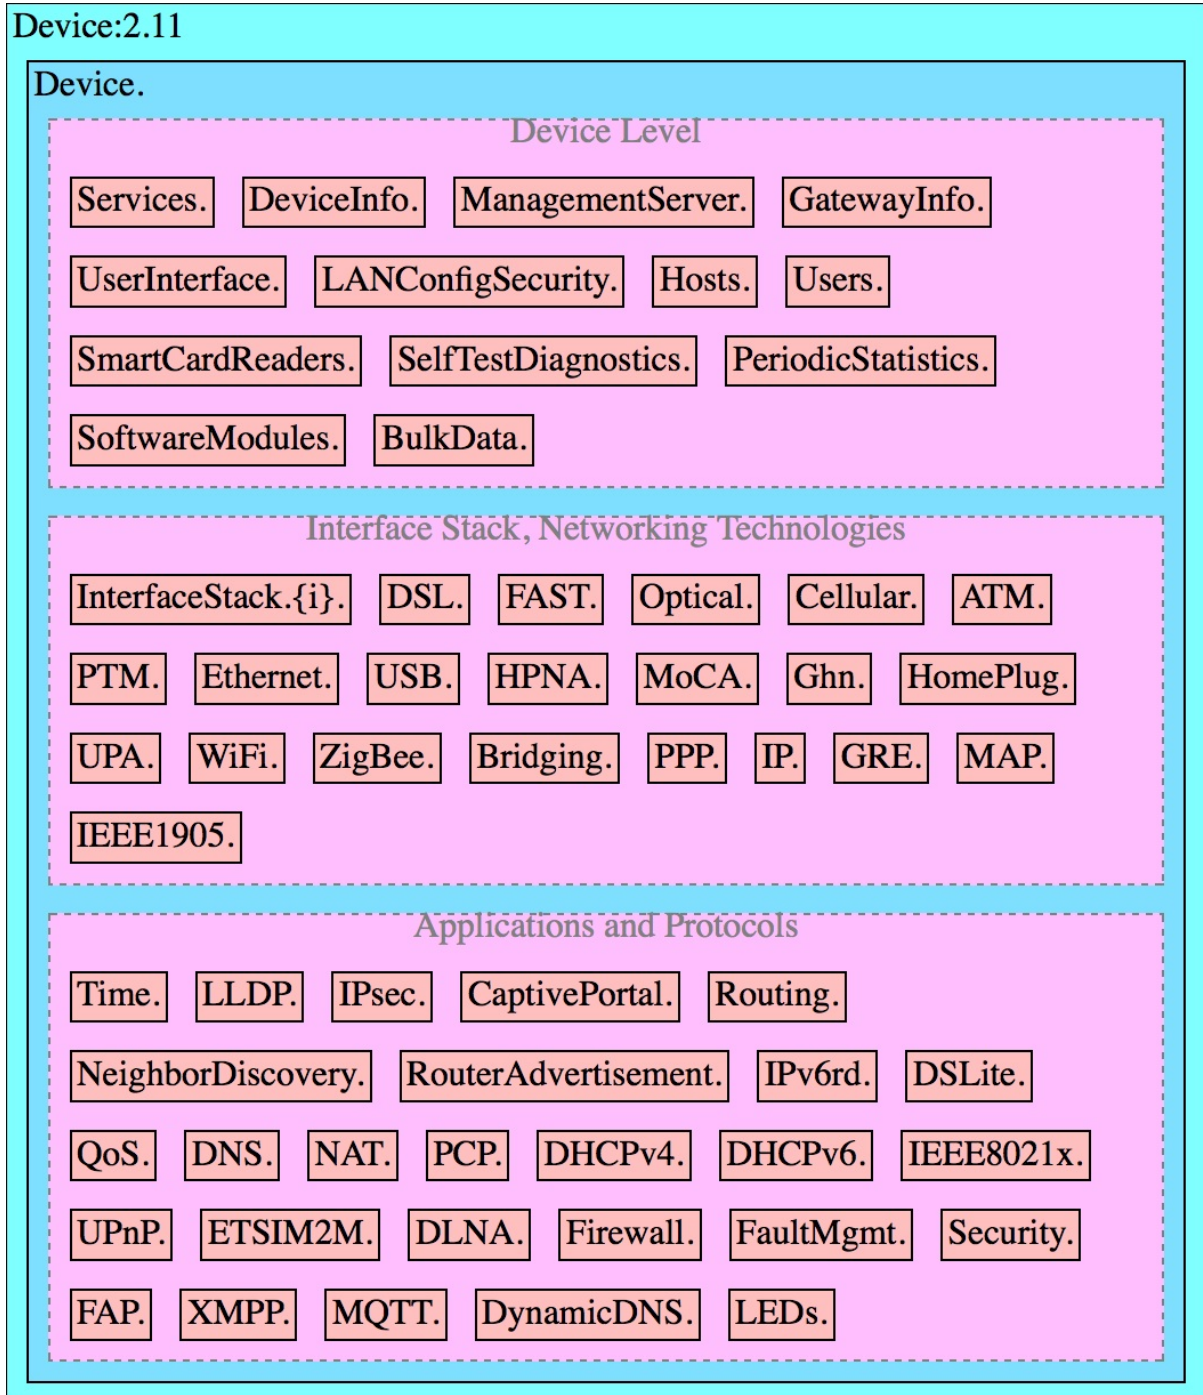 Device:2.11
Device.
Device Level
Services. DeviceInfo. ManagementServer. GatewayInfo.
UserInterface. LANConfigSecurity. Hosts. Users.
SmartCardReaders. SelfTestDiagnostics. PeriodicStatistics.
SoftwareModules. BulkData.
Interface Stack, Networking Technologies
InterfaceStack.{i}. DSL. FAST. Optical. Cellular. ATM.
PTM. Ethernet. USB. HPNA. MoCA. Ghn. HomePlug.
UPA. WiFi. ZigBee. Bridging. PPP. IP. GRE. MAP.
IEEE1905.
Applications and Protocols
Time. LLDP. IPsec. CaptivePortal. Routing.
NeighborDiscovery. RouterAdvertisement. IPv6rd. DSLite.
QoS. DNS. NAT. PCP. DHCPv4. DHCPv6. IEEE8021x.
UPnP. ETSIM2M. DLNA. Firewall. FaultMgmt. Security.
FAP. XMPP. MQTT. DynamicDNS. LEDs.